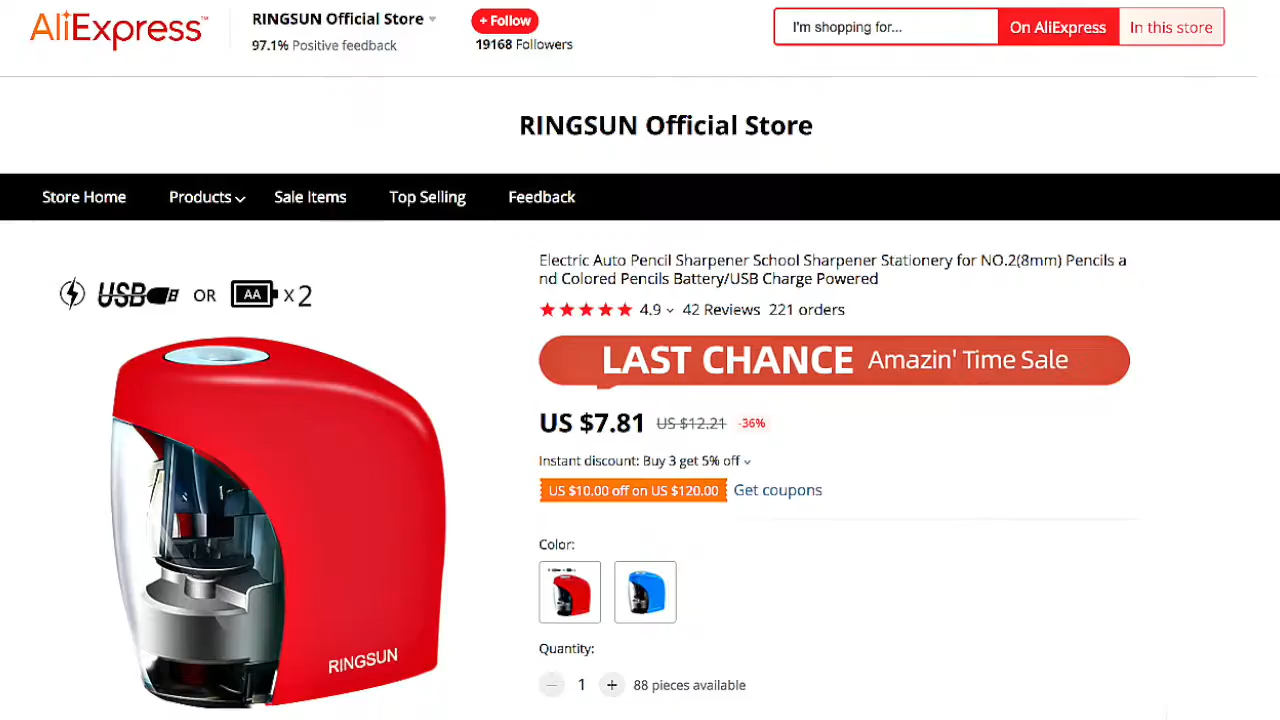 AliExpress™
RINGSUN Official Store
97.1% Positive feedback
+ Follow
19168 Followers
I'm shopping for...
On AliExpress
In this store
RINGSUN Official Store
Store Home
Products
Sale Items
Top Selling
Feedback
USB OR AA x 2
RINGSUN
Electric Auto Pencil Sharpener School Sharpener Stationery for NO.2(8mm) Pencils a
nd Colored Pencils Battery/USB Charge Powered
4.9 42 Reviews 221 orders
LAST CHANCE Amazin' Time Sale
US $7.81 US $12.21 -36%
Instant discount: Buy 3 get 5% off
US $10.00 off on US $120.00 Get coupons
Color:
Quantity:
1 + 88 pieces available